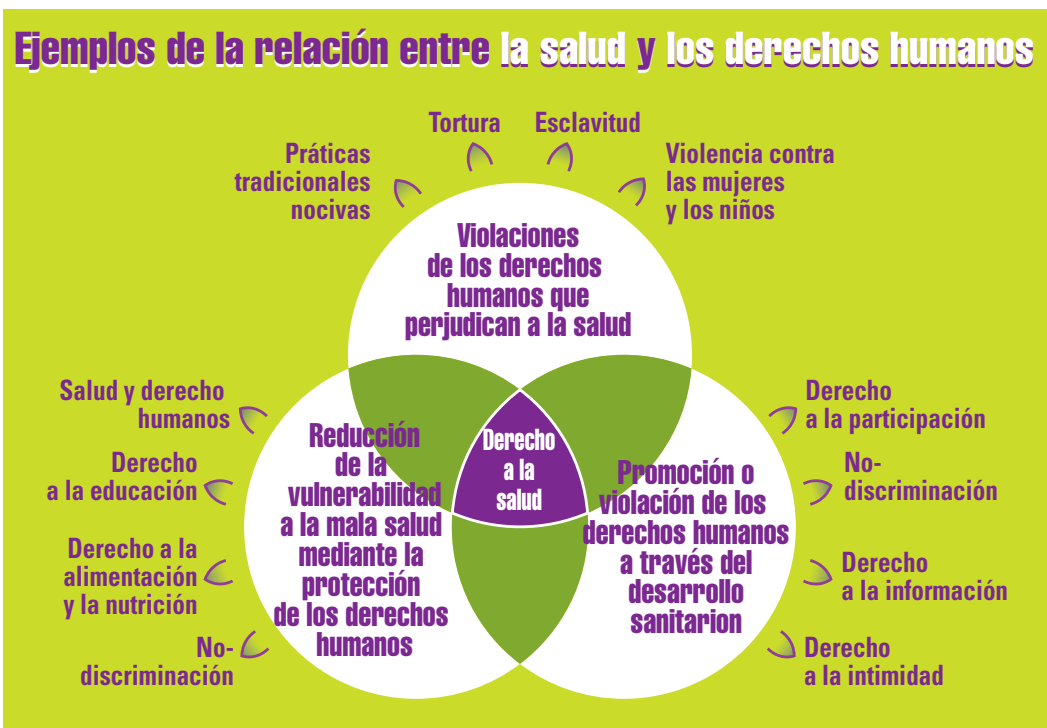 Ejemplos de la relación entre la salud y los derechos humanos
Tortura
Esclavitud
Práticas
tradicionales
nocivas
Violencia contra
las mujeres
y los niños
Violaciones
de los derechos
humanos que
perjudican a la salud
Salud y derecho
humanos
Derecho
a la educación
Derecho a la
alimentación
y la nutrición
No-
discriminación
Reducción
de la
vulnerabilidad
a la mala salud
mediante la
protección
de los derechos
humanos
Derecho
a la
salud
Promoción o
violación de los
derechos humanos
a través del
desarrollo
sanitarion
Derecho
a la participación
No-
discriminación
Derecho
a la información
Derecho
a la intimidad